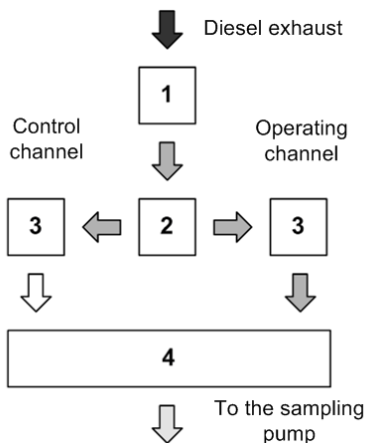 Diesel exhaust
1
Control
channel
Operating
channel
3
2
3
4
To the sampling
pump